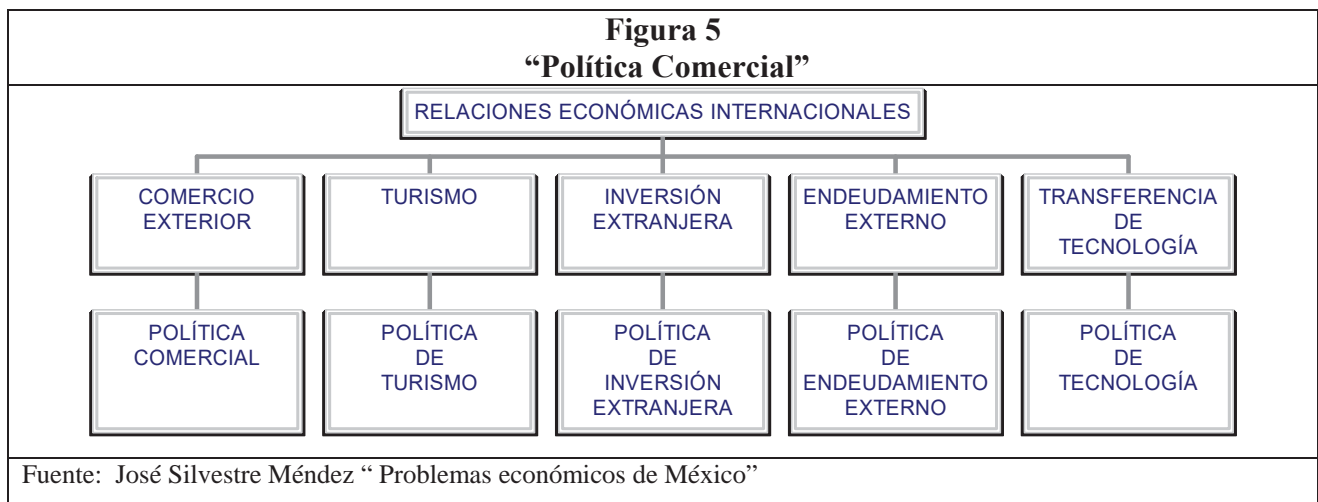 Figura 5
“Política Comercial”
RELACIONES ECONÓMICAS INTERNACIONALES
COMERCIO
EXTERIOR
TURISMO
INVERSIÓN
EXTRANJERA
ENDEUDAMIENTO
EXTERNO
TRANSFERENCIA
DE
TECNOLOGÍA
POLÍTICA
COMERCIAL
POLÍTICA
DE
TURISMO
POLÍTICA
DE
INVERSIÓN
EXTRANJERA
POLÍTICA
DE
ENDEUDAMIENTO
EXTERNO
POLÍTICA
DE
TECNOLOGÍA
Fuente: José Silvestre Méndez “ Problemas económicos de México”